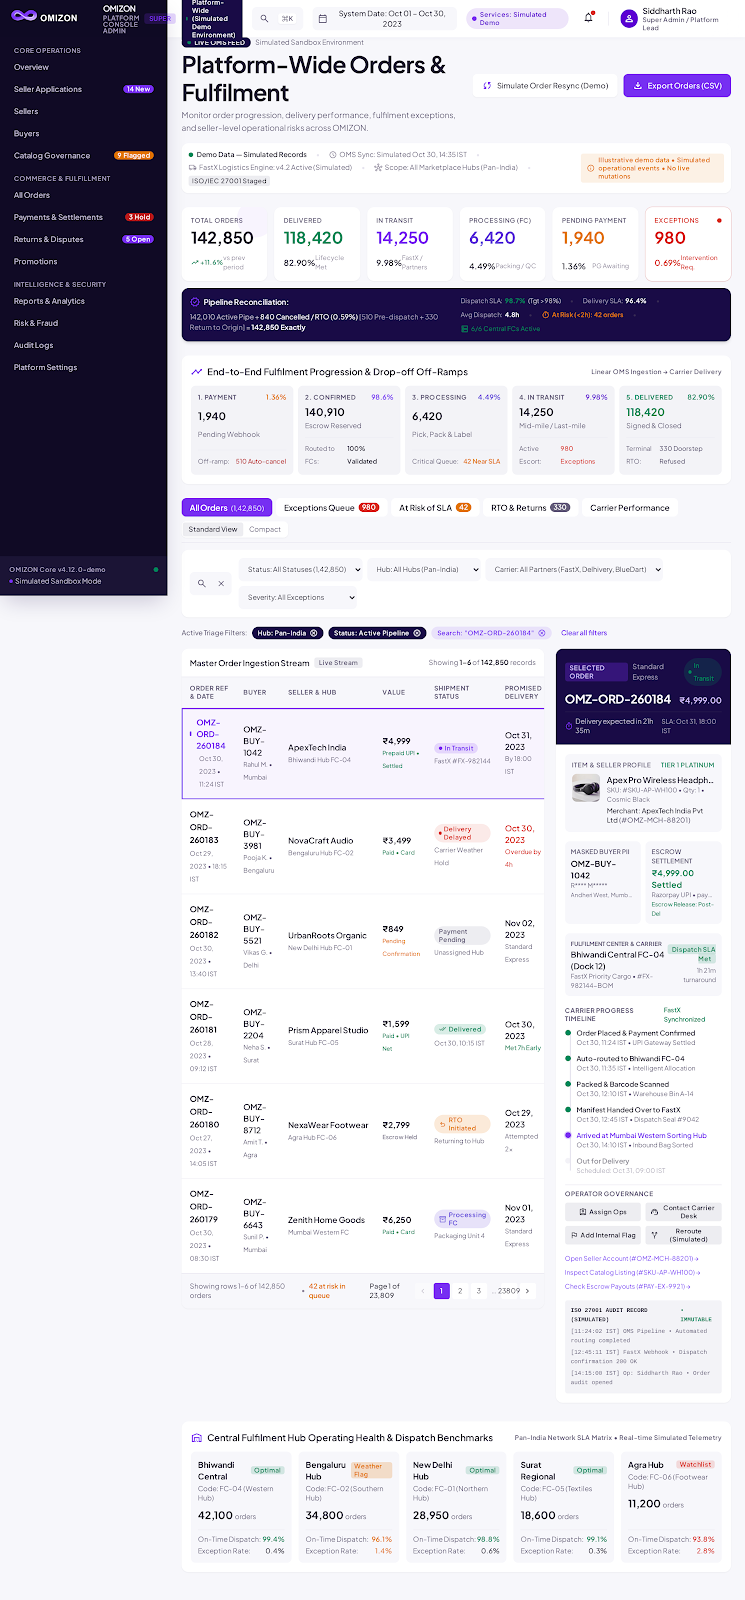 OMIZON
OMIZON
PLATFORM
CONSOLE
ADMIN
SUPER
Platform-
Wide
(Simulated
Demo
Environment)
⌘K
System Date: Oct 01 – Oct 30,
2023
Services: Simulated
Demo
Siddharth Rao
Super Admin / Platform
Lead
CORE OPERATIONS
Overview
Seller Applications 14 New
Sellers
Buyers
Catalog Governance 9 Flagged
COMMERCE & FULFILLMENT
All Orders
Payments & Settlements 3 Hold
Returns & Disputes 5 Open
Promotions
INTELLIGENCE & SECURITY
Reports & Analytics
Risk & Fraud
Audit Logs
Platform Settings
OMIZON Core v4.12.0-demo
Simulated Sandbox Mode
LIVE OMS FEED Simulated Sandbox Environment
Platform-Wide Orders &
Fulfilment
Monitor order progression, delivery performance, fulfilment exceptions,
and seller-level operational risks across OMIZON.
Simulate Order Resync (Demo)
Export Orders (CSV)
Demo Data — Simulated Records • OMS Sync: Simulated Oct 30, 14:35 IST •
FastX Logistics Engine: v4.2 Active (Simulated) • Scope: All Marketplace Hubs (Pan-India) •
ISO/IEC 27001 Staged
Illustrative demo data • Simulated
operational events • No live
mutations
TOTAL ORDERS
142,850
+11.6% vs prev
period
DELIVERED
118,420
82.90% Lifecycle
Met
IN TRANSIT
14,250
9.98% FastX /
Partners
PROCESSING (FC)
6,420
4.49% Packing / QC
PENDING PAYMENT
1,940
1.36% PG Awaiting
EXCEPTIONS
980
0.69% Intervention
Req.
Pipeline Reconciliation:
142,010 Active Pipe + 840 Cancelled / RTO (0.59%) [510 Pre-dispatch + 330
Return to Origin] = 142,850 Exactly
Dispatch SLA: 98.7% (Tgt >98%) • Delivery SLA: 96.4% •
Avg Dispatch: 4.8h • At Risk (<2h): 42 orders •
6/6 Central FCs Active
End-to-End Fulfilment Progression & Drop-off Off-Ramps
Linear OMS Ingestion → Carrier Delivery
1. PAYMENT 1.36%
1,940
Pending Webhook
Off-ramp: 510 Auto-cancel
2. CONFIRMED 98.6%
140,910
Escrow Reserved
Routed to 100%
FCs: Validated
3. PROCESSING 4.49%
6,420
Pick, Pack & Label
Critical Queue: 42 Near SLA
4. IN TRANSIT 9.98%
14,250
Mid-mile / Last-mile
Active 980
Escort: Exceptions
5. DELIVERED 82.90%
118,420
Signed & Closed
Terminal 330 Doorstep
RTO: Refused
All Orders (1,42,850)
Exceptions Queue 980
At Risk of SLA 42
RTO & Returns 330
Carrier Performance
Standard View Compact
Status: All Statuses (1,42,850)
Hub: All Hubs (Pan-India)
Carrier: All Partners (FastX, Delhivery, BlueDart)
Severity: All Exceptions
Active Triage Filters: Hub: Pan-India Status: Active Pipeline Search: "OMZ-ORD-260184" Clear all filters
Master Order Ingestion Stream Live Stream
Showing 1–6 of 142,850 records
ORDER REF
& DATE
BUYER
SELLER & HUB
VALUE
SHIPMENT
STATUS
PROMISED
DELIVERY
OMZ-
ORD-
260184
Oct 30,
2023 •
11:24 IST
OMZ-
BUY-
1042
Rahul M. •
Mumbai
ApexTech India
Bhiwandi Hub FC-04
₹4,999
Prepaid UPI •
Settled
In Transit
FastX #FX-982144
Oct 31,
2023
By 18:00
IST
OMZ-
ORD-
260183
Oct 29,
2023 • 18:15
IST
OMZ-
BUY-
3981
Pooja K. •
Bengaluru
NovaCraft Audio
Bengaluru Hub FC-02
₹3,499
Paid • Card
Delivery
Delayed
Carrier Weather
Hold
Oct 30,
2023
Overdue by
4h
OMZ-
ORD-
260182
Oct 30,
2023 •
13:40 IST
OMZ-
BUY-
5521
Vikas G. •
Delhi
UrbanRoots Organic
New Delhi Hub FC-01
₹849
Pending
Confirmation
Payment
Pending
Unassigned Hub
Nov 02,
2023
Standard
Express
OMZ-
ORD-
260181
Oct 28,
2023 •
09:12 IST
OMZ-
BUY-
2204
Neha S. •
Surat
Prism Apparel Studio
Surat Hub FC-05
₹1,599
Paid • UPI
Net
Delivered
Oct 30, 10:15 IST
Oct 30,
2023
Met 7h Early
OMZ-
ORD-
260180
Oct 27,
2023 •
14:05 IST
OMZ-
BUY-
8712
Amit T. •
Agra
NexaWear Footwear
Agra Hub FC-06
₹2,799
Escrow Held
RTO
Initiated
Returning to Hub
Oct 29,
2023
Attempted
2×
OMZ-
ORD-
260179
Oct 30,
2023 •
08:30 IST
OMZ-
BUY-
6643
Sunil P. •
Mumbai
Zenith Home Goods
Mumbai Western FC
₹6,250
Paid • Card
Processing
FC
Packaging Unit 4
Nov 01,
2023
Standard
Express
Showing rows 1–6 of 142,850
orders
• 42 at risk in
queue
Page 1 of
23,809
‹ 1 2 3 ... 23809 ›
SELECTED
ORDER
Standard
Express
In
Transit
OMZ-ORD-260184 ₹4,999.00
Delivery expected in 21h
35m
SLA: Oct 31, 18:00
IST
ITEM & SELLER PROFILE TIER 1 PLATINUM
Apex Pro Wireless Headph...
SKU: #SKU-AP-WH100 • Qty: 1 •
Cosmic Black
Merchant: ApexTech India Pvt
Ltd (#OMZ-MCH-88201)
MASKED BUYER PII
OMZ-BUY-
1042
R**** M*****
Andheri West, Mumb...
ESCROW
SETTLEMENT
₹4,999.00
Settled
Razorpay UPI • pay...
Escrow Release: Post-
Del
FULFILMENT CENTER & CARRIER
Bhiwandi Central FC-04
(Dock 12)
FastX Priority Cargo • #FX-
982144-BOM
Dispatch SLA
Met
1h 21m
turnaround
CARRIER PROGRESS
TIMELINE
FastX
Synchronized
Order Placed & Payment Confirmed
Oct 30, 11:24 IST • UPI Gateway Settled
Auto-routed to Bhiwandi FC-04
Oct 30, 11:35 IST • Intelligent Allocation
Packed & Barcode Scanned
Oct 30, 12:10 IST • Warehouse Bin A-14
Manifest Handed Over to FastX
Oct 30, 12:45 IST • Dispatch Seal #9042
Arrived at Mumbai Western Sorting Hub
Oct 30, 14:10 IST • Inbound Bag Sorted
Out for Delivery
Scheduled: Oct 31, 09:00 IST
OPERATOR GOVERNANCE
Assign Ops
Contact Carrier
Desk
Add Internal Flag
Reroute
(Simulated)
Open Seller Account (#OMZ-MCH-88201) →
Inspect Catalog Listing (#SKU-AP-WH100) →
Check Escrow Payouts (#PAY-EX-9921) →
ISO 27001 AUDIT RECORD
(SIMULATED)
•
IMMUTABLE
[11:24:02 IST] OMS Pipeline • Automated
routing completed
[12:45:11 IST] FastX Webhook • Dispatch
confirmation 200 OK
[14:15:00 IST] Op: Siddharth Rao • Order
audit opened
Central Fulfilment Hub Operating Health & Dispatch Benchmarks
Pan-India Network SLA Matrix • Real-time Simulated Telemetry
Bhiwandi
Central
Optimal
Code: FC-04 (Western
Hub)
42,100 orders
On-Time Dispatch: 99.4%
Exception Rate: 0.4%
Bengaluru
Hub
Weather
Flag
Code: FC-02 (Southern
Hub)
34,800 orders
On-Time Dispatch: 96.1%
Exception Rate: 1.4%
New Delhi
Hub
Optimal
Code: FC-01 (Northern
Hub)
28,950 orders
On-Time Dispatch: 98.8%
Exception Rate: 0.6%
Surat
Regional
Optimal
Code: FC-05 (Textiles
Hub)
18,600 orders
On-Time Dispatch: 99.1%
Exception Rate: 0.3%
Agra Hub
Watchlist
Code: FC-06 (Footwear
Hub)
11,200 orders
On-Time Dispatch: 93.8%
Exception Rate: 2.8%